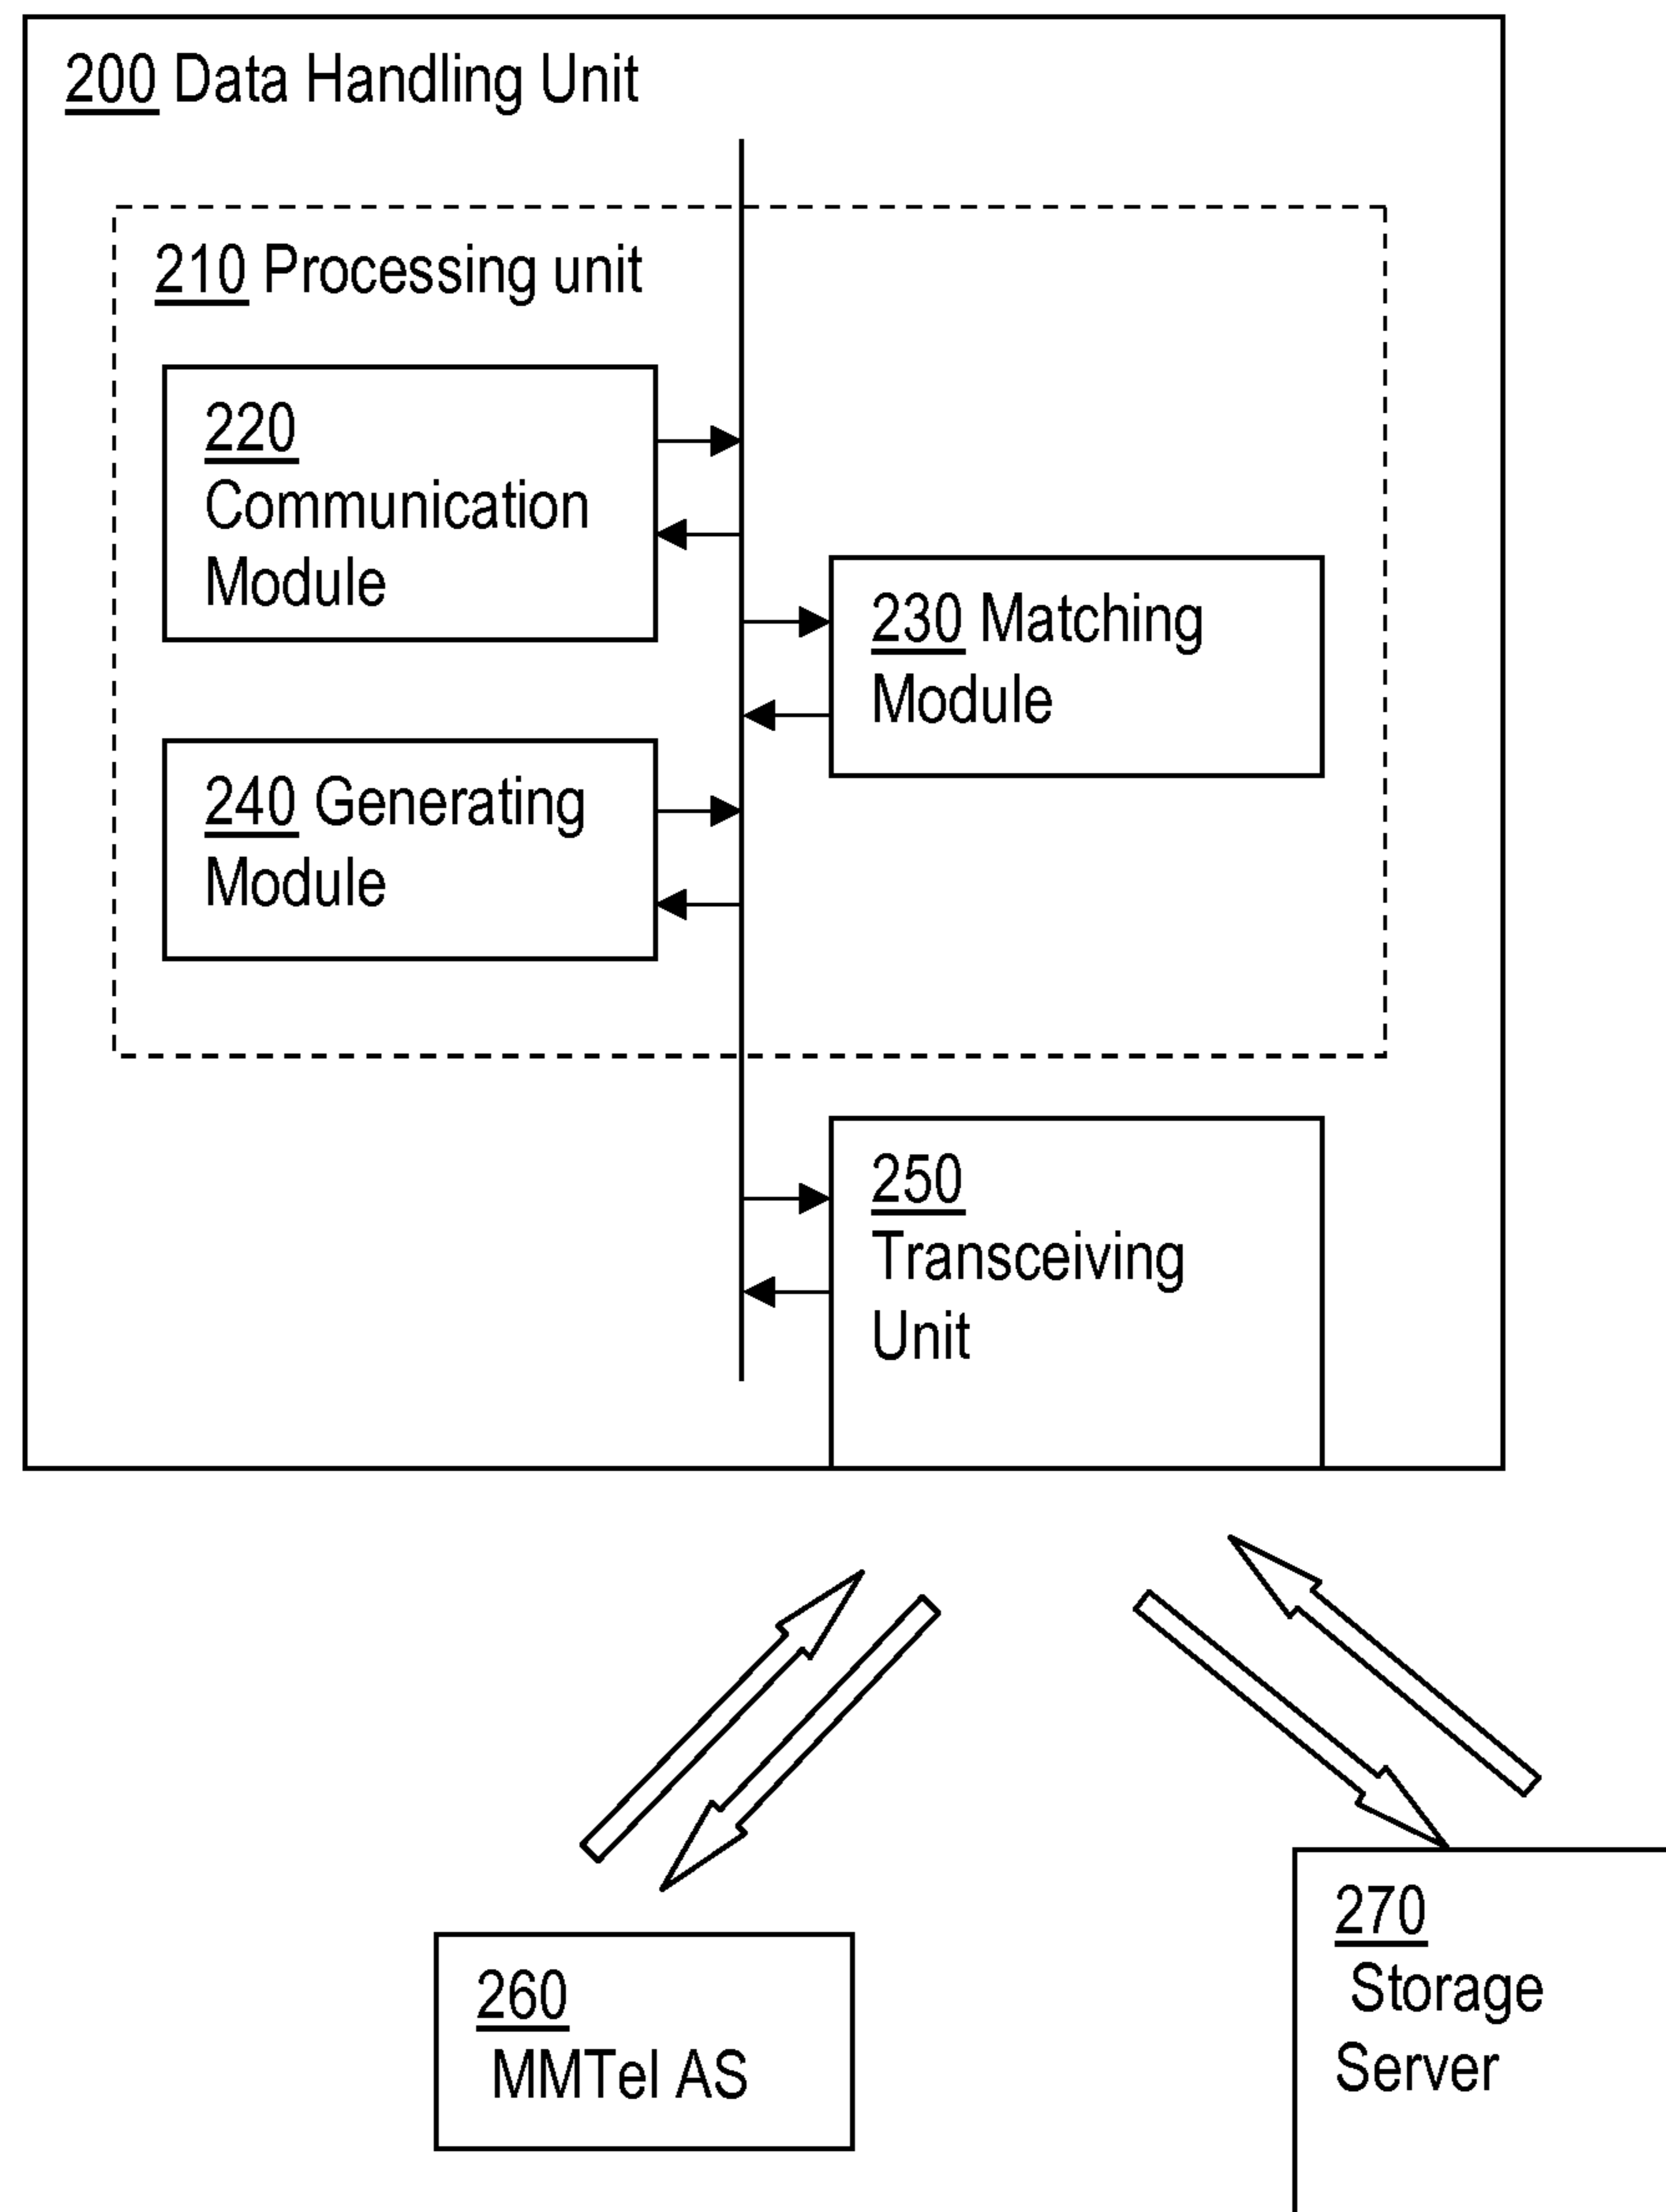 200 Data Handling Unit
210 Processing unit
220
Communication
Module
230 Matching
Module
240 Generating
Module
250
Transceiving
Unit
260
MMTel AS
270
Storage
Server